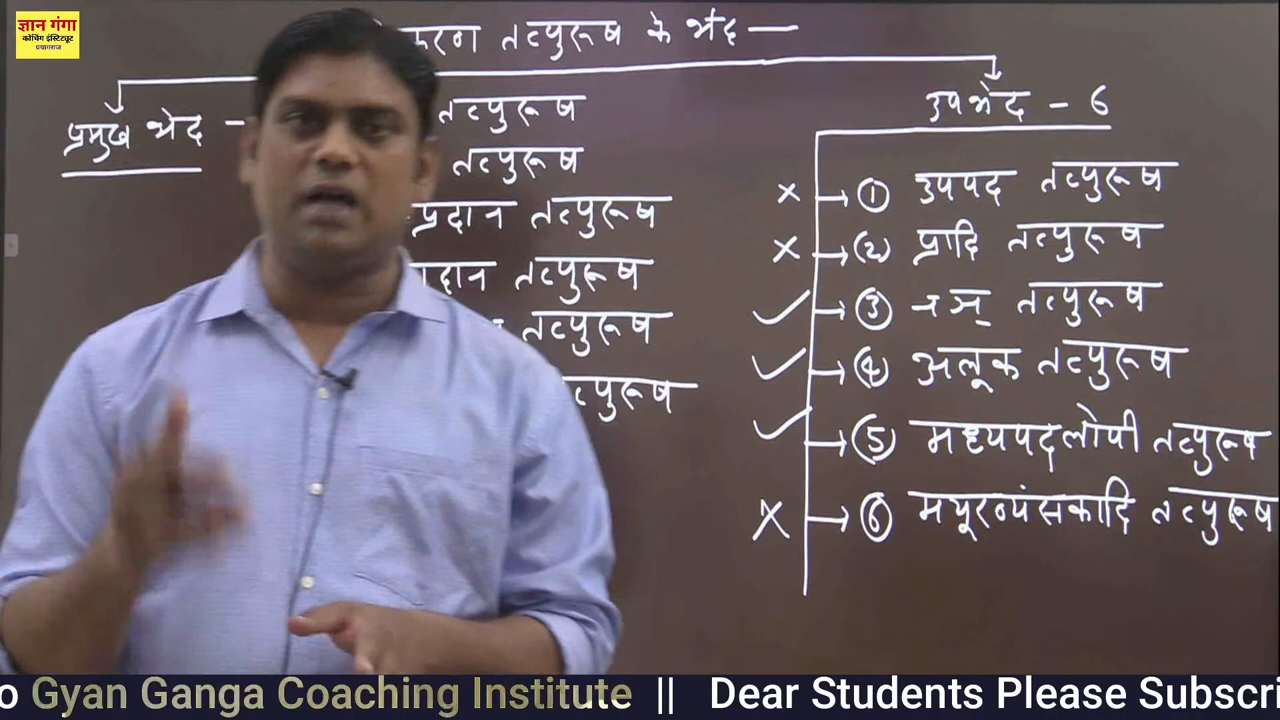 ज्ञान गंगा
कोचिंग इंस्टिट्यूट
प्रयागराज
तत्पुरूष के भेद —
प्रमुख भेद -
तत्पुरूष
तत्पुरूष
प्रदान तत्पुरूष
तत्पुरूष
तत्पुरूष
त्पुरूष
उपभेद - 6
× → ① उपपद तत्पुरूष
× → (2) प्रादि तत्पुरूष
✓ → ③ नञ् तत्पुरूष
✓ → (4) अलूक तत्पुरूष
✓ → (5) मध्यपदलोपी तत्पुरूष
× → ⑥ मयूरव्यंसकादि तत्पुरूष
o Gyan Ganga Coaching Institute || Dear Students Please Subscri